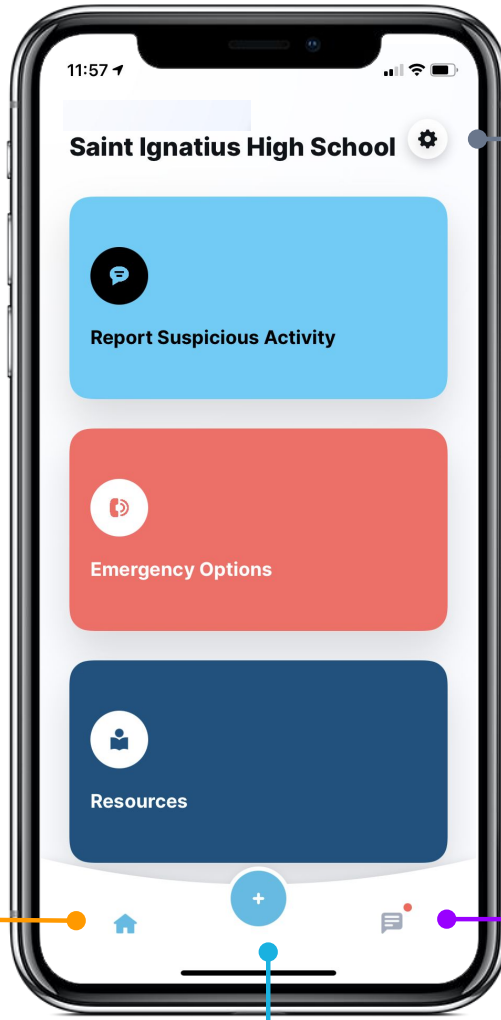 11:57
Saint Ignatius High School
Report Suspicious Activity
Emergency Options
Resources